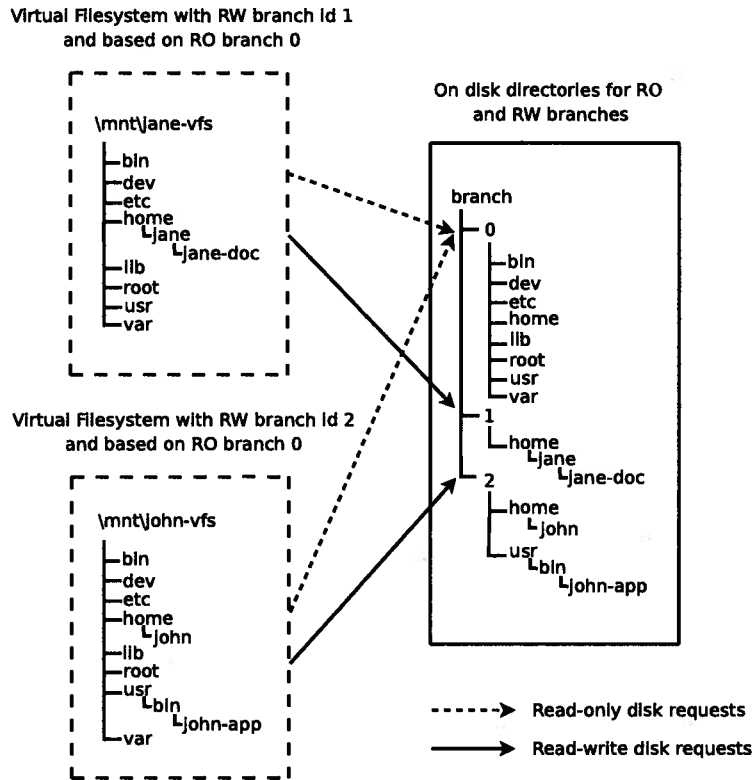 Virtual Filesystem with RW branch id 1
and based on RO branch 0
\mnt\jane-vfs
bin
dev
etc
home
jane
jane-doc
lib
root
usr
var
Virtual Filesystem with RW branch id 2
and based on RO branch 0
\mnt\john-vfs
bin
dev
etc
home
john
lib
root
usr
bin
john-app
var
On disk directories for RO
and RW branches
branch
0
bin
dev
etc
home
lib
root
usr
var
1
home
jane
jane-doc
2
home
john
usr
bin
john-app
Read-only disk requests
Read-write disk requests